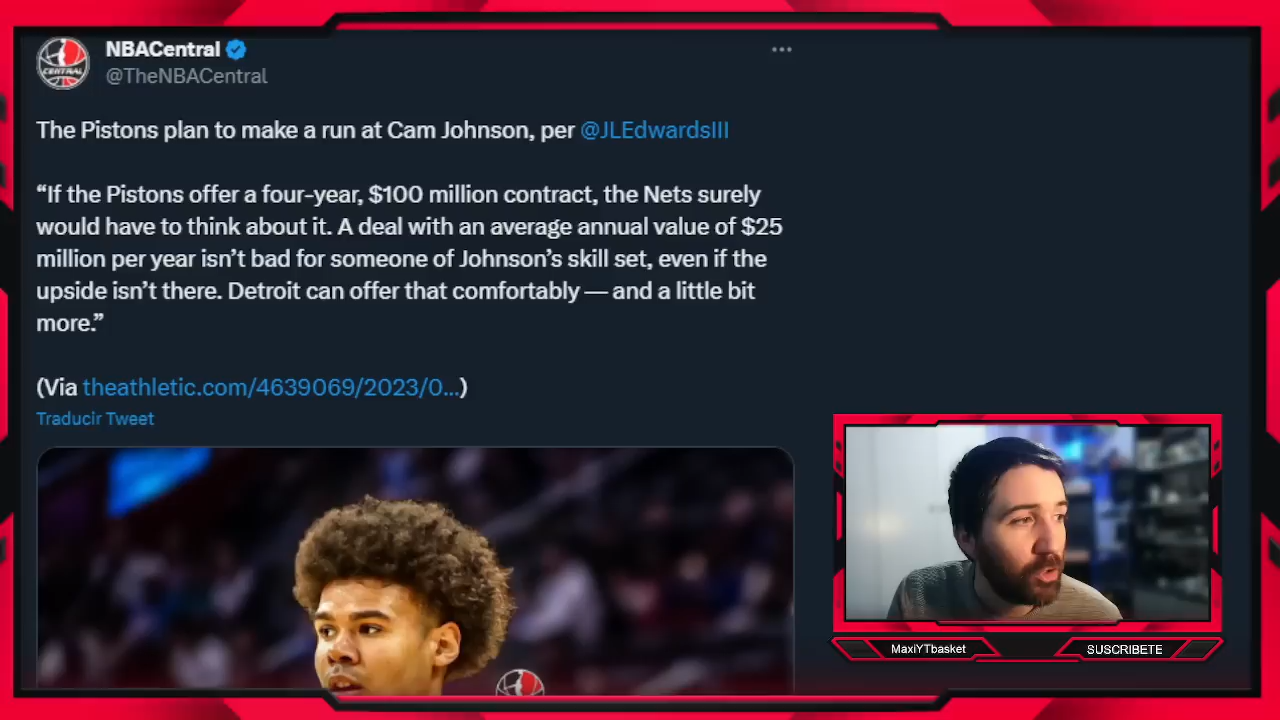 NBACentral
@TheNBACentral
The Pistons plan to make a run at Cam Johnson, per @JLEdwardsIII
“If the Pistons offer a four-year, $100 million contract, the Nets surely
would have to think about it. A deal with an average annual value of $25
million per year isn’t bad for someone of Johnson’s skill set, even if the
upside isn’t there. Detroit can offer that comfortably — and a little bit
more.”
(Via theathletic.com/4639069/2023/0...)
Traducir Tweet
CENTRAL
MaxiYTbasket
SUSCRIBETE